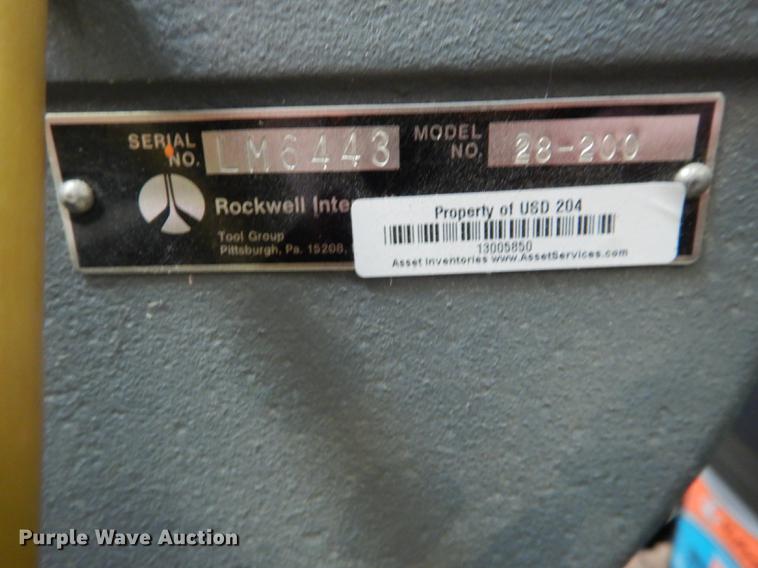 SERIAL NO. LM6443 MODEL NO. 28-200
Rockwell Inte
Tool Group
Pittsburgh, Pa. 15208,
Property of USD 204
13005850
Asset Inventories www.AssetServices.com
Purple Wave Auction